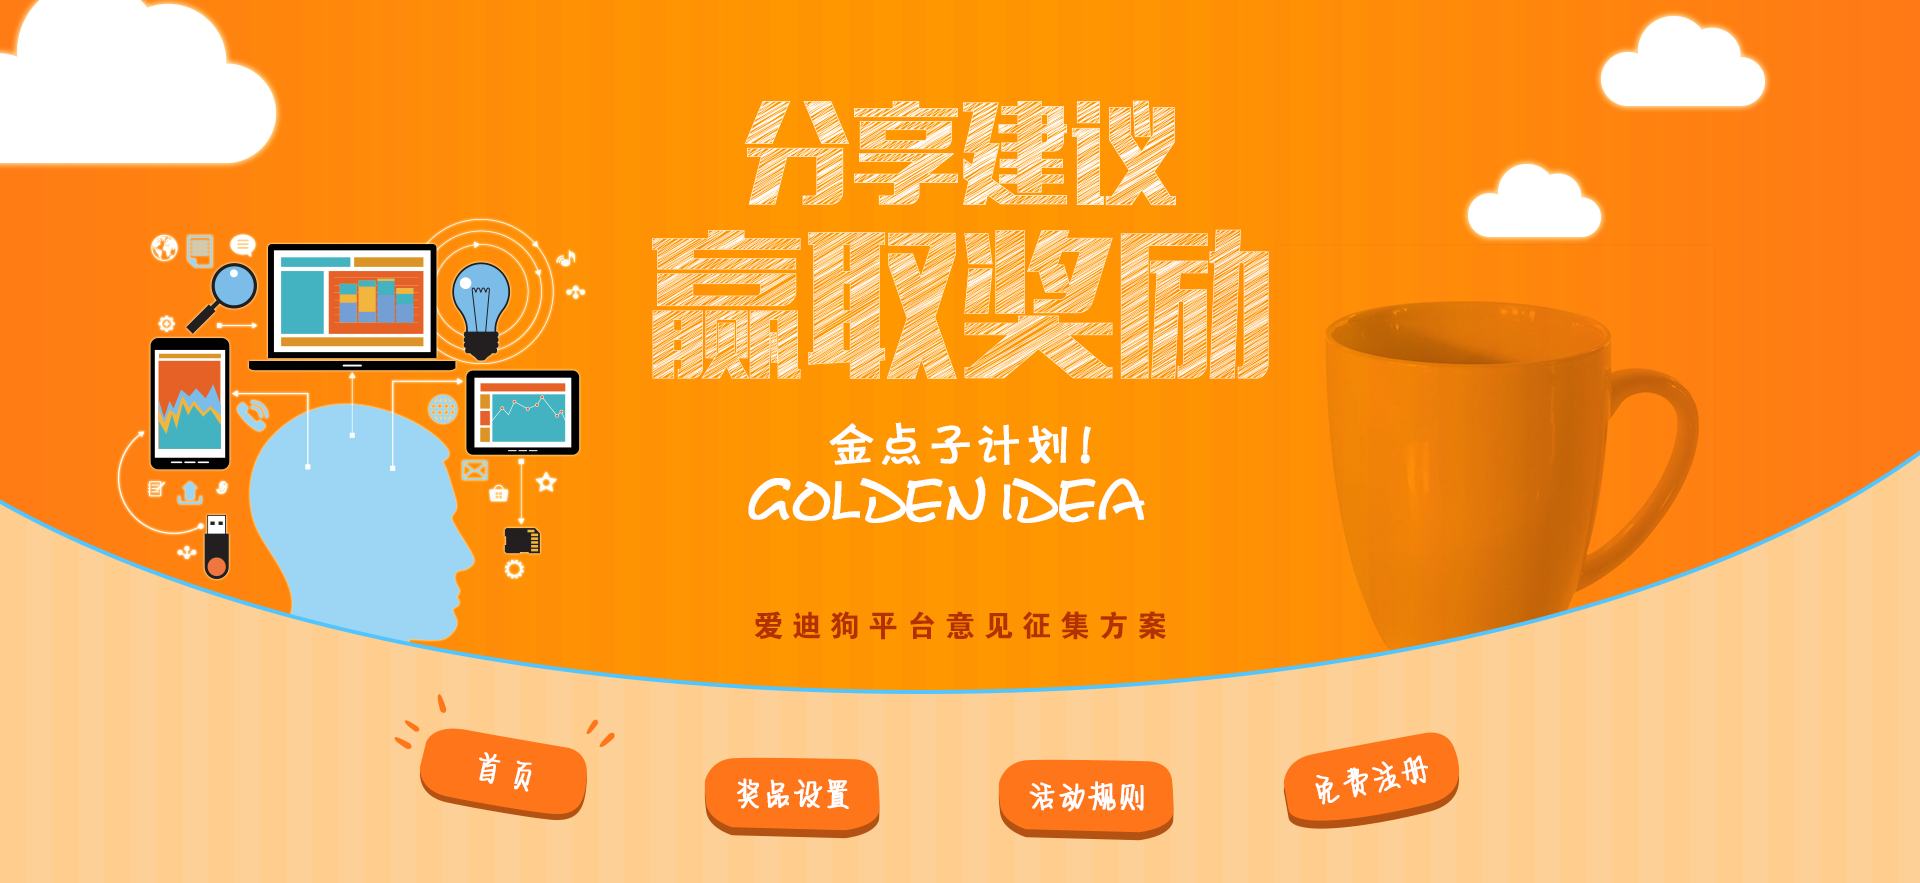 分享建议
赢取奖励
金点子计划！
GOLDEN IDEA
爱迪狗平台意见征集方案
首页
奖品设置
活动规则
免费注册